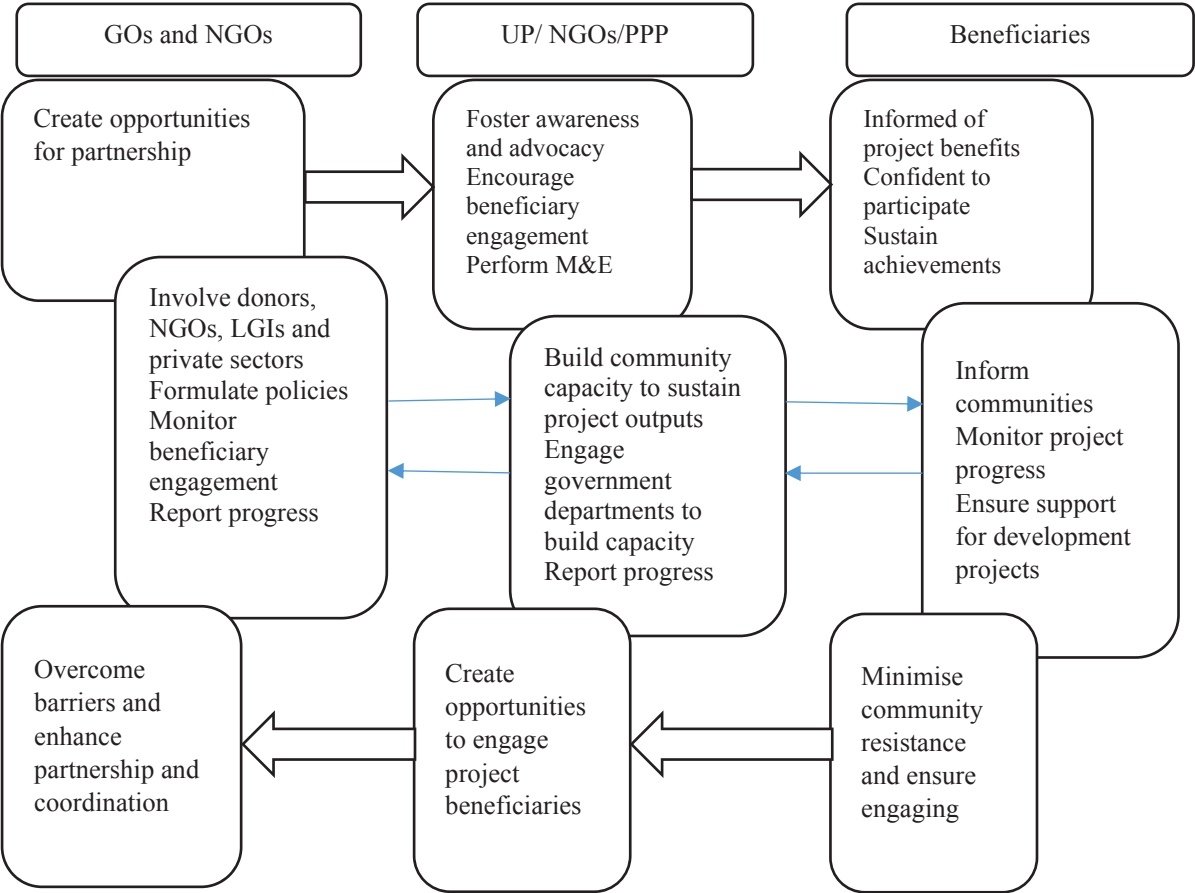 GOs and NGOs
UP/ NGOs/PPP
Beneficiaries
Create opportunities
for partnership
Foster awareness
and advocacy
Encourage
beneficiary
engagement
Perform M&E
Informed of
project benefits
Confident to
participate
Sustain
achievements
Involve donors,
NGOs, LGIs and
private sectors
Formulate policies
Monitor
beneficiary
engagement
Report progress
Build community
capacity to sustain
project outputs
Engage
government
departments to
build capacity
Report progress
Inform
communities
Monitor project
progress
Ensure support
for development
projects
Overcome
barriers and
enhance
partnership and
coordination
Create
opportunities
to engage
project
beneficiaries
Minimise
community
resistance
and ensure
engaging